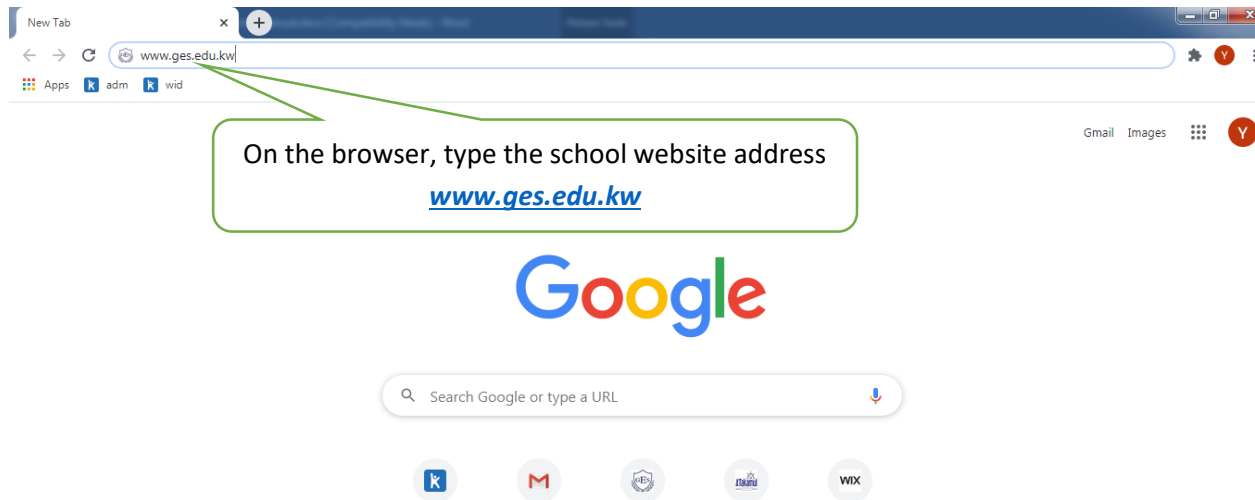 New Tab
www.ges.edu.kw
Apps adm wid
Gmail Images Y
On the browser, type the school website address
www.ges.edu.kw
Google
Search Google or type a URL
WIX